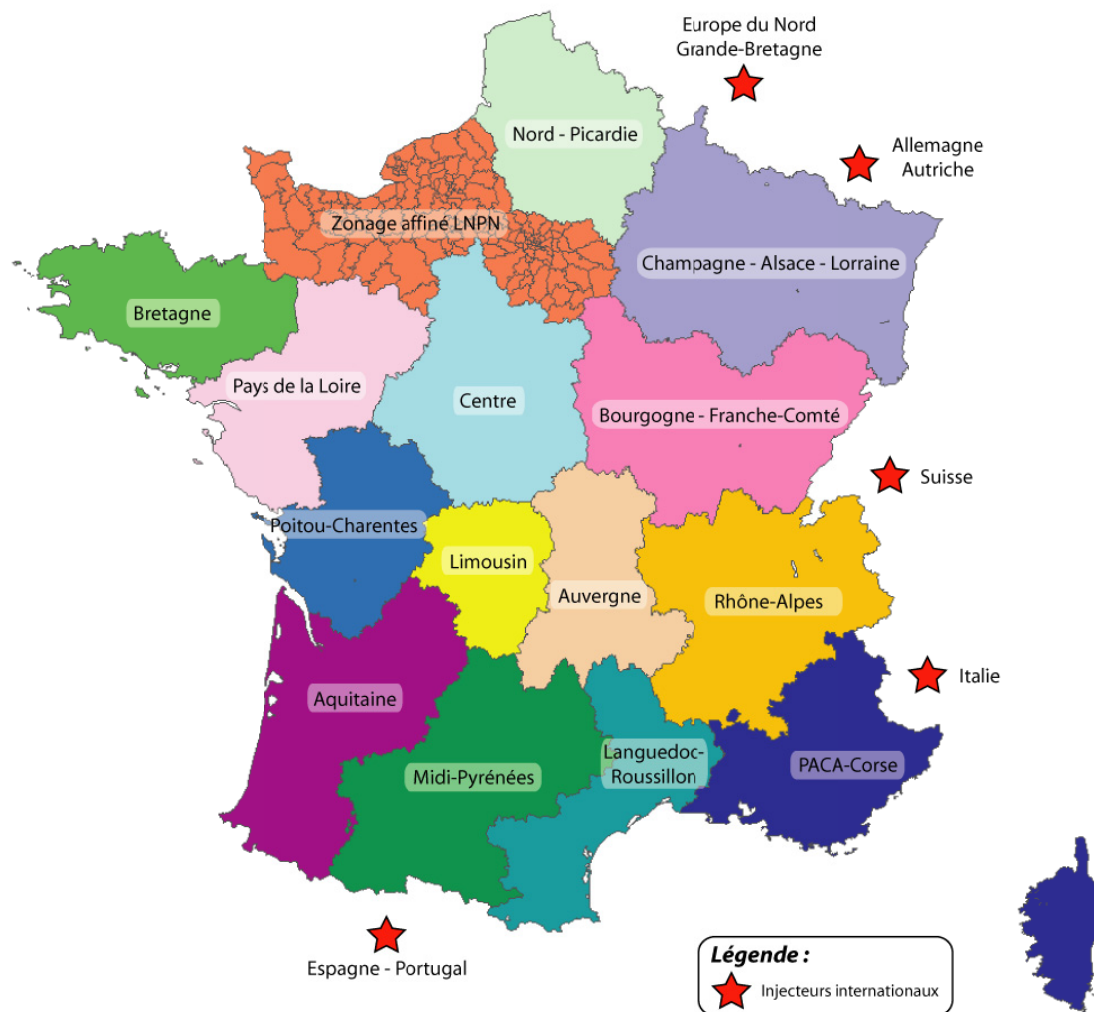 Europe du Nord
Grande-Bretagne
Nord - Picardie
Allemagne
Autriche
Zonage affiné LNPN
Champagne - Alsace - Lorraine
Bretagne
Pays de la Loire
Centre
Bourgogne - Franche-Comté
Suisse
Poitou-Charentes
Limousin
Auvergne
Rhône-Alpes
Italie
Aquitaine
Languedoc-
Roussillon
PACA-Corse
Midi-Pyrénées
Espagne - Portugal
Légende :
Injecteurs internationaux